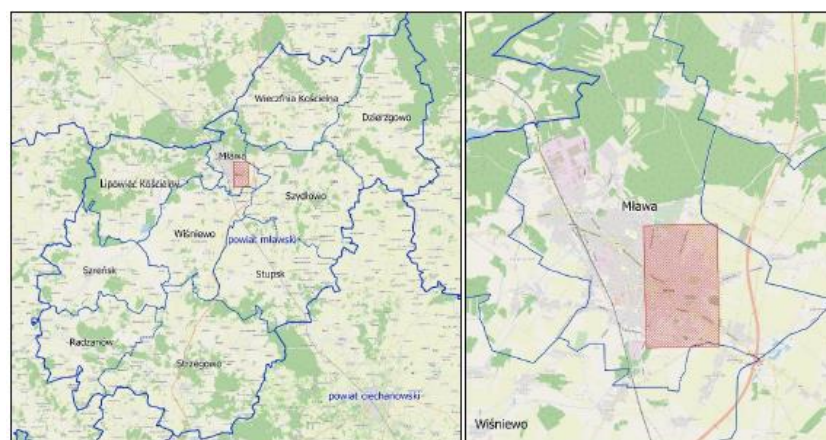 Wieczfnia Kościelna
Dzierzgowo
Mława
Lipowiec Kościelny
Szydłowo
Wiśniewo
powiat mławski
Szreńsk
Stupsk
Radzanów
Strzegowo
powiat ciechanowski
Mława
Wiśniewo